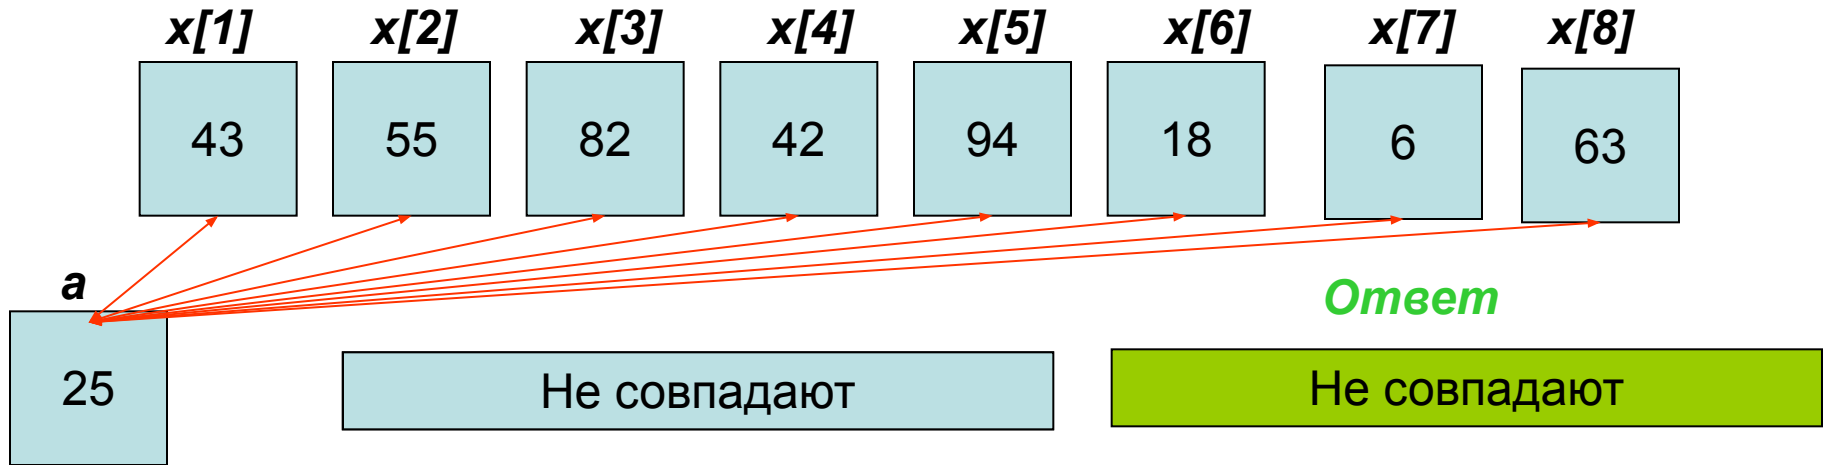 x[1] x[2] x[3] x[4] x[5] x[6] x[7] x[8]
43 55 82 42 94 18 6 63
a
Ответ
25
Не совпадают
Не совпадают